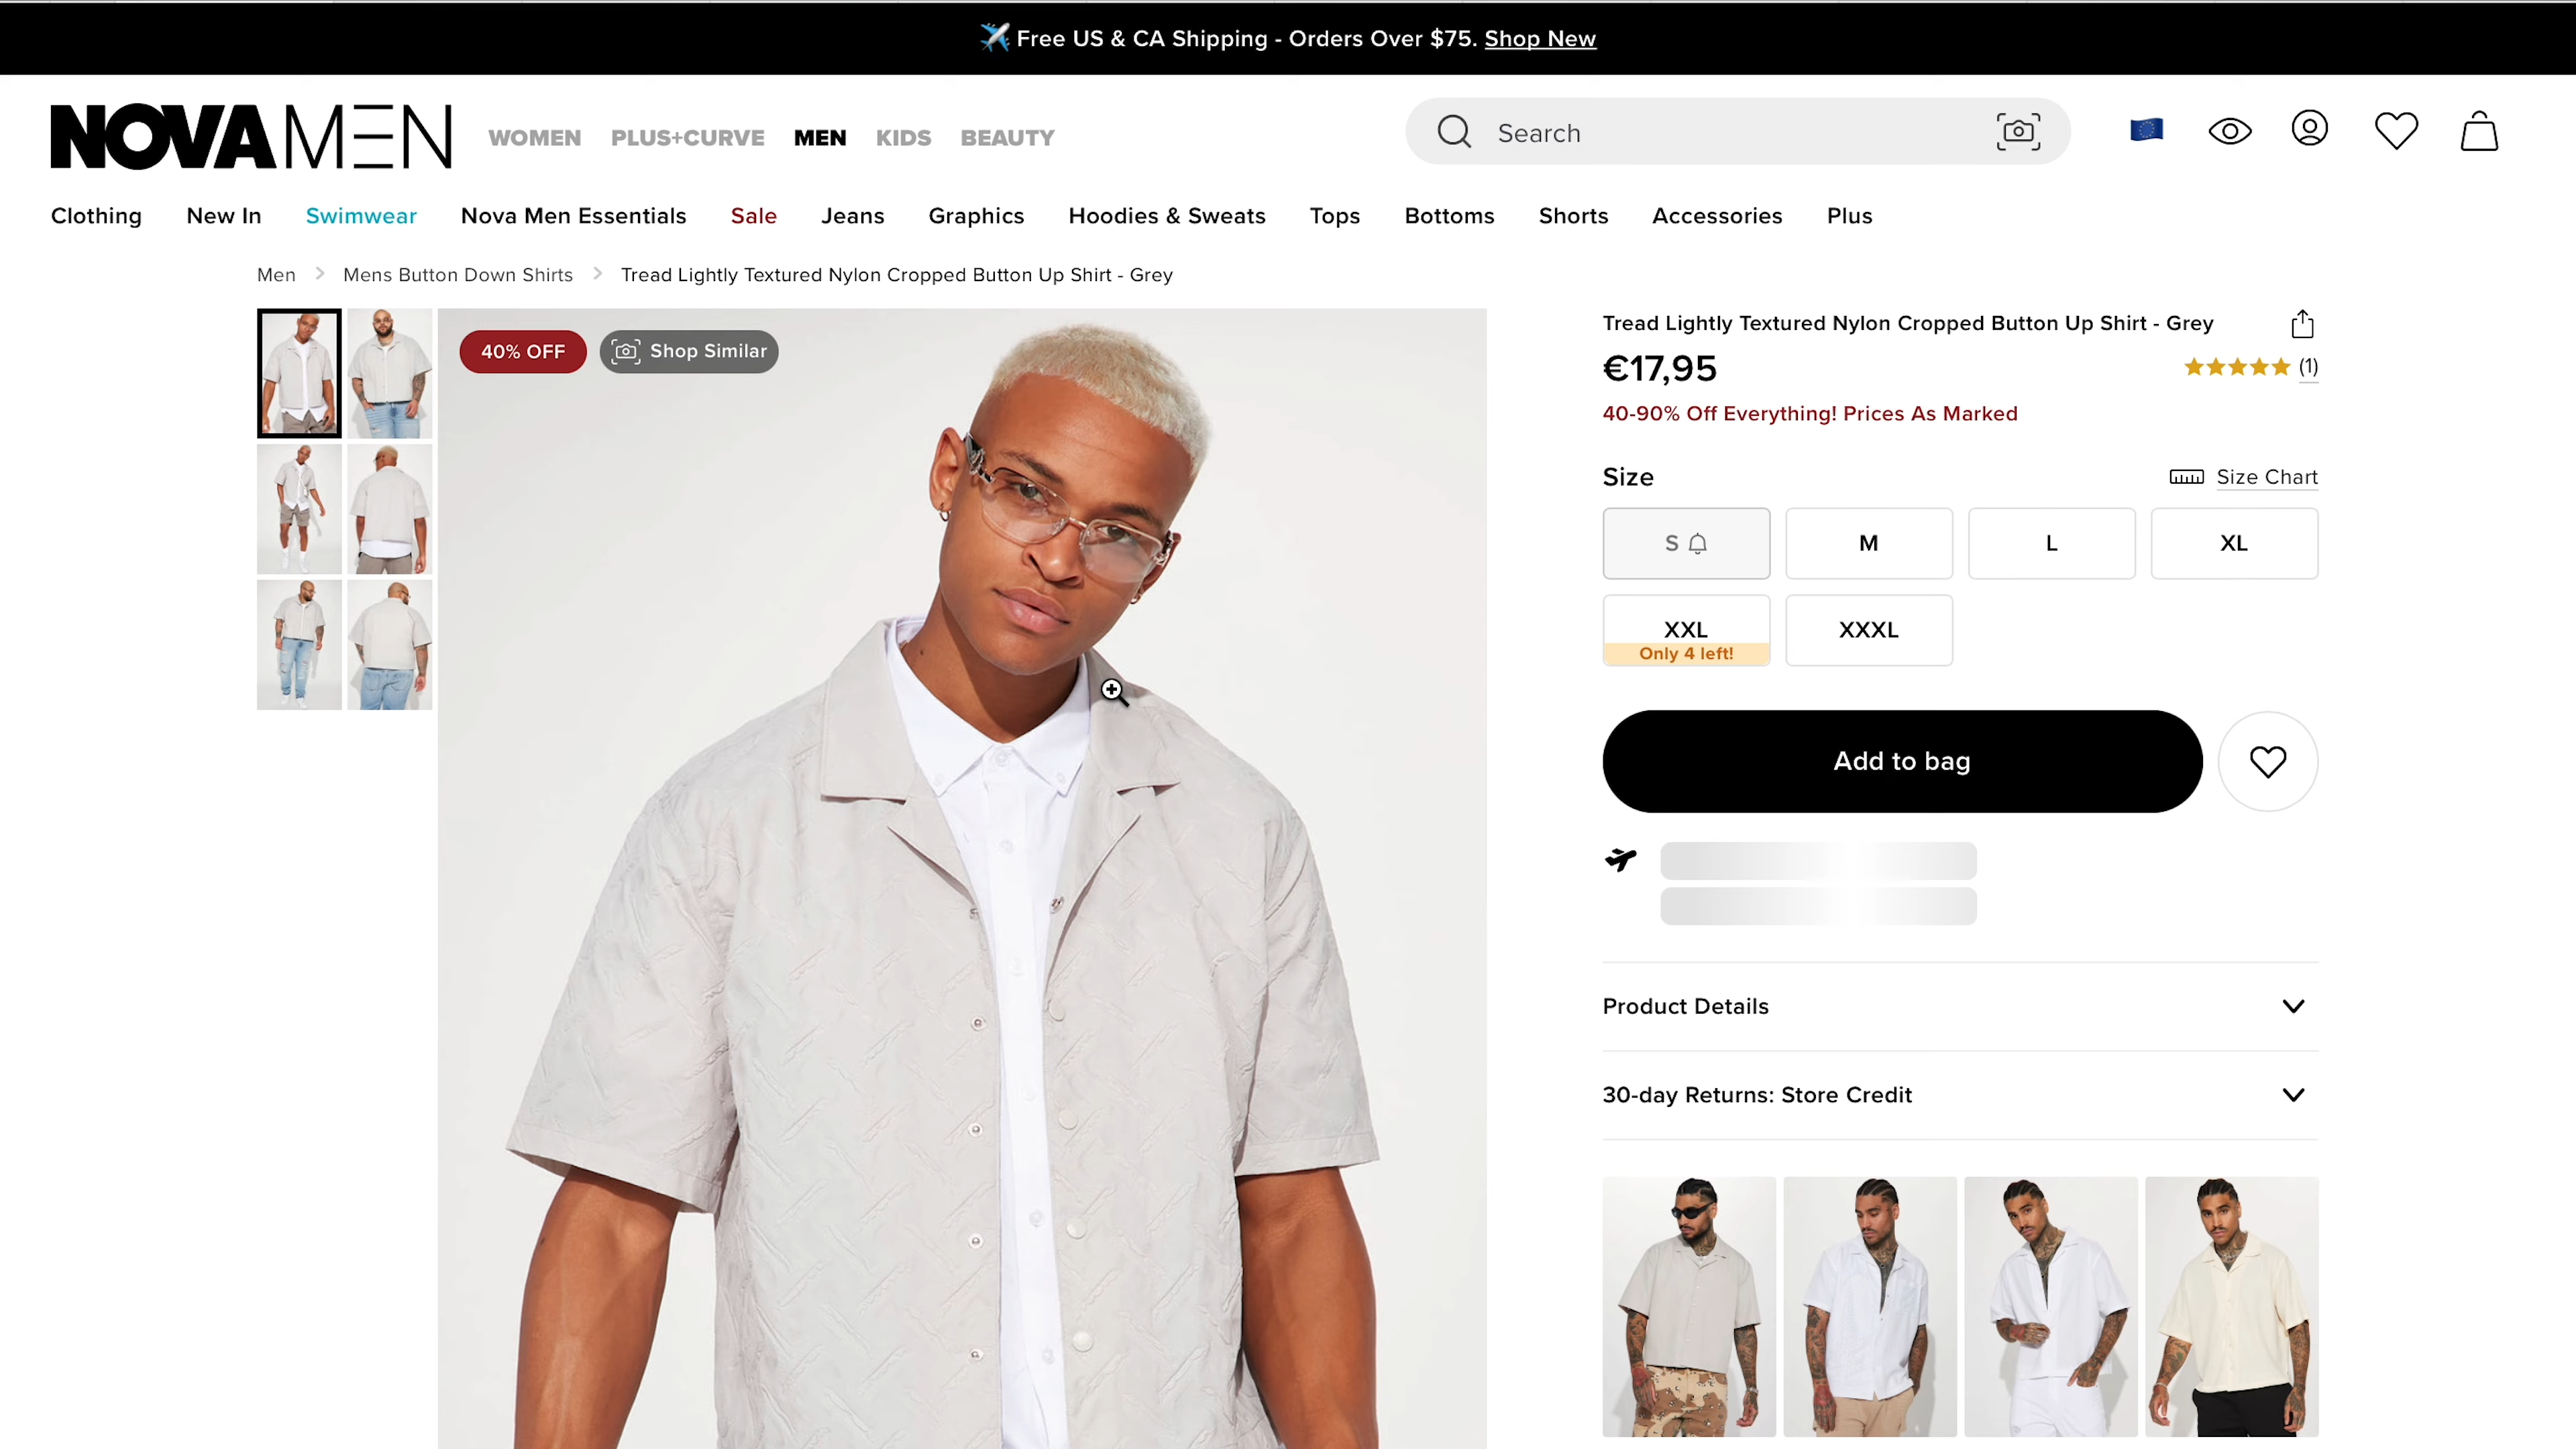 ✈️ Free US & CA Shipping - Orders Over $75. Shop New
NOVAMEN
WOMEN PLUS+CURVE MEN KIDS BEAUTY
Search
Clothing New In Swimwear Nova Men Essentials Sale Jeans Graphics Hoodies & Sweats Tops Bottoms Shorts Accessories Plus
Men > Mens Button Down Shirts > Tread Lightly Textured Nylon Cropped Button Up Shirt - Grey
40% OFF
Shop Similar
Tread Lightly Textured Nylon Cropped Button Up Shirt - Grey
€17,95
(1)
40-90% Off Everything! Prices As Marked
Size
Size Chart
S M L XL
XXL XXXL
Only 4 left!
Add to bag
Product Details
30-day Returns: Store Credit